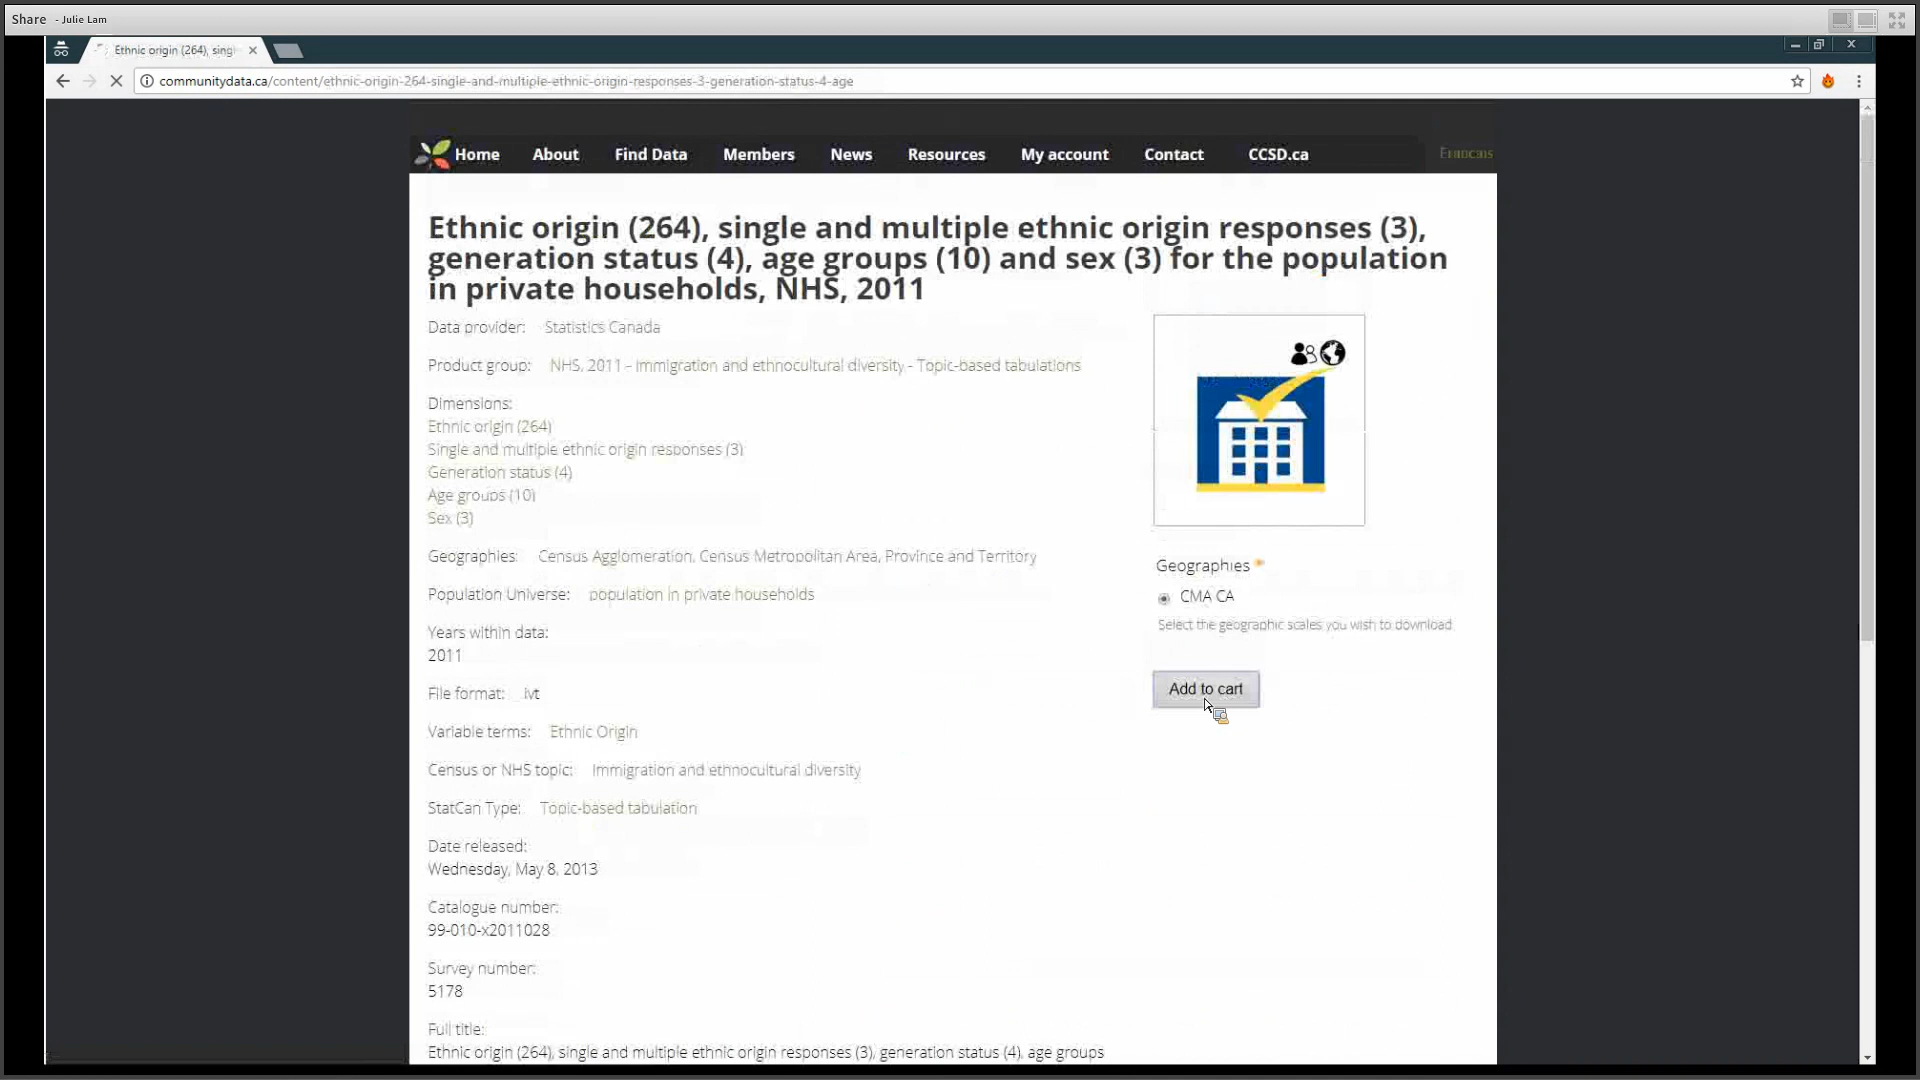 Share - Julie Lam
Ethnic origin (264), singl
communitydata.ca/content/ethnic-origin-264-single-and-multiple-ethnic-origin-responses-3-generation-status-4-age
Home About Find Data Members News Resources My account Contact CCSD.ca Francais
Ethnic origin (264), single and multiple ethnic origin responses (3),
generation status (4), age groups (10) and sex (3) for the population
in private households, NHS, 2011
Data provider: Statistics Canada
Product group: NHS, 2011 - Immigration and ethnocultural diversity - Topic-based tabulations
Dimensions:
Ethnic origin (264)
Single and multiple ethnic origin responses (3)
Generation status (4)
Age groups (10)
Sex (3)
Geographies: Census Agglomeration, Census Metropolitan Area, Province and Territory
Geographies *
CMA CA
Select the geographic scales you wish to download
Add to cart
Population Universe: population in private households
Years within data:
2011
File format: .ivt
Variable terms: Ethnic Origin
Census or NHS topic: Immigration and ethnocultural diversity
StatCan Type: Topic-based tabulation
Date released:
Wednesday, May 8, 2013
Catalogue number:
99-010-x2011028
Survey number:
5178
Full title:
Ethnic origin (264), single and multiple ethnic origin responses (3), generation status (4), age groups